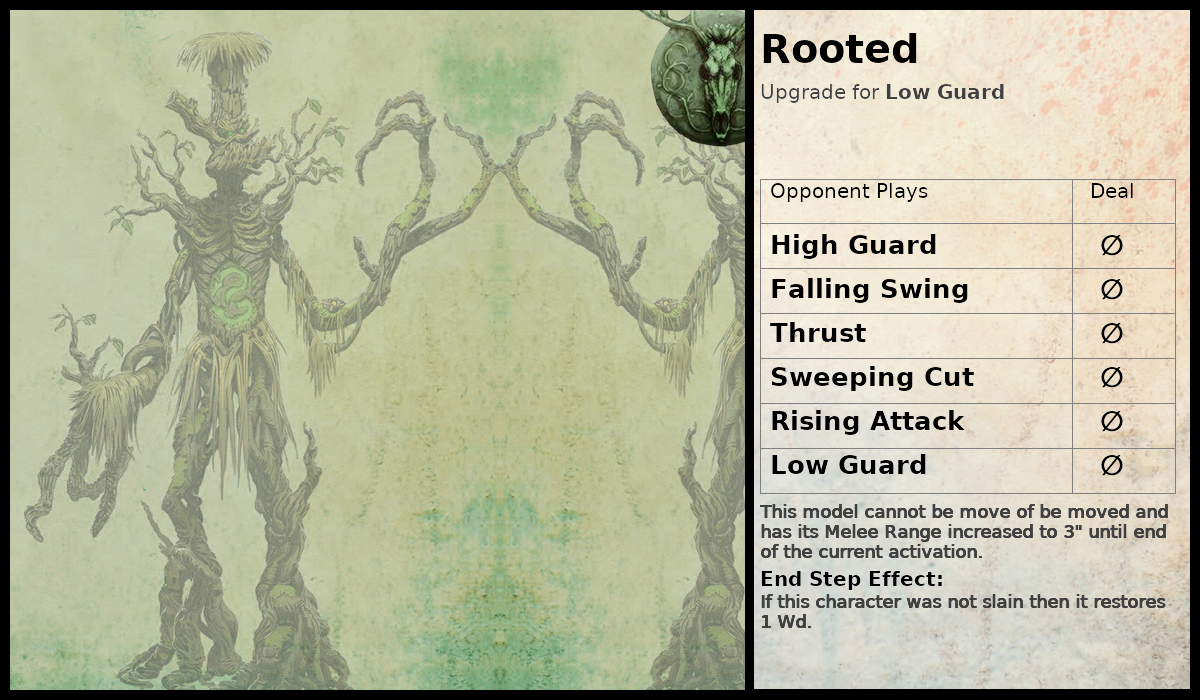 Rooted
Upgrade for Low Guard
Opponent Plays Deal
High Guard ∅
Falling Swing ∅
Thrust ∅
Sweeping Cut ∅
Rising Attack ∅
Low Guard ∅
This model cannot be move of be moved and
has its Melee Range increased to 3" until end
of the current activation.
End Step Effect:
If this character was not slain then it restores
1 Wd.